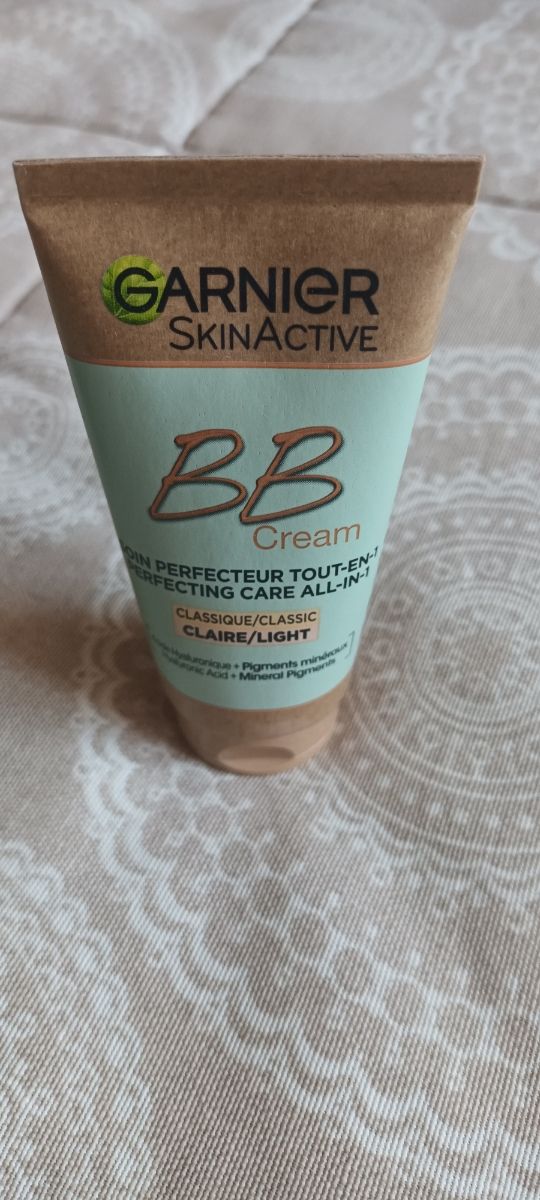 GARNIER
SKINACTIVE
BB
Cream
SOIN PERFECTEUR TOUT-EN-1
PERFECTING CARE ALL-IN-1
CLASSIQUE/CLASSIC
CLAIRE/LIGHT
Hyaluronique + Pigments minéraux
Hyaluronic Acid + Mineral Pigments